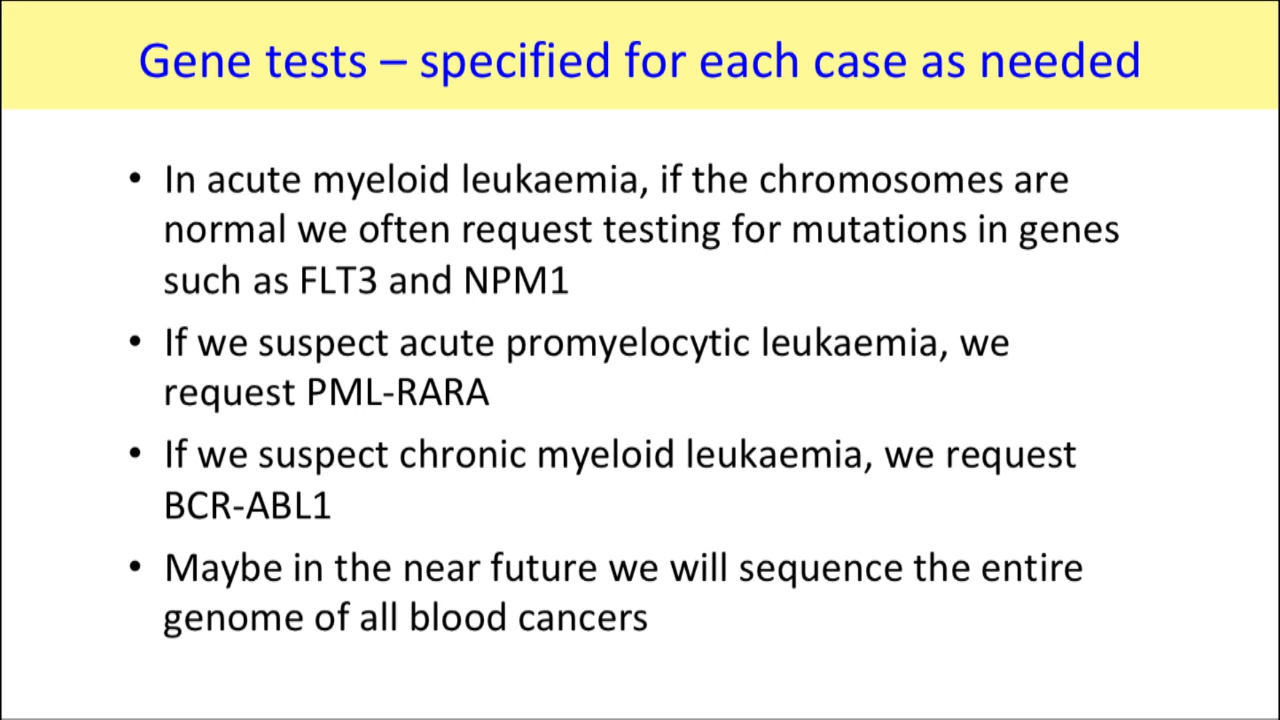 Gene tests – specified for each case as needed
• In acute myeloid leukaemia, if the chromosomes are
normal we often request testing for mutations in genes
such as FLT3 and NPM1
• If we suspect acute promyelocytic leukaemia, we
request PML-RARA
• If we suspect chronic myeloid leukaemia, we request
BCR-ABL1
• Maybe in the near future we will sequence the entire
genome of all blood cancers